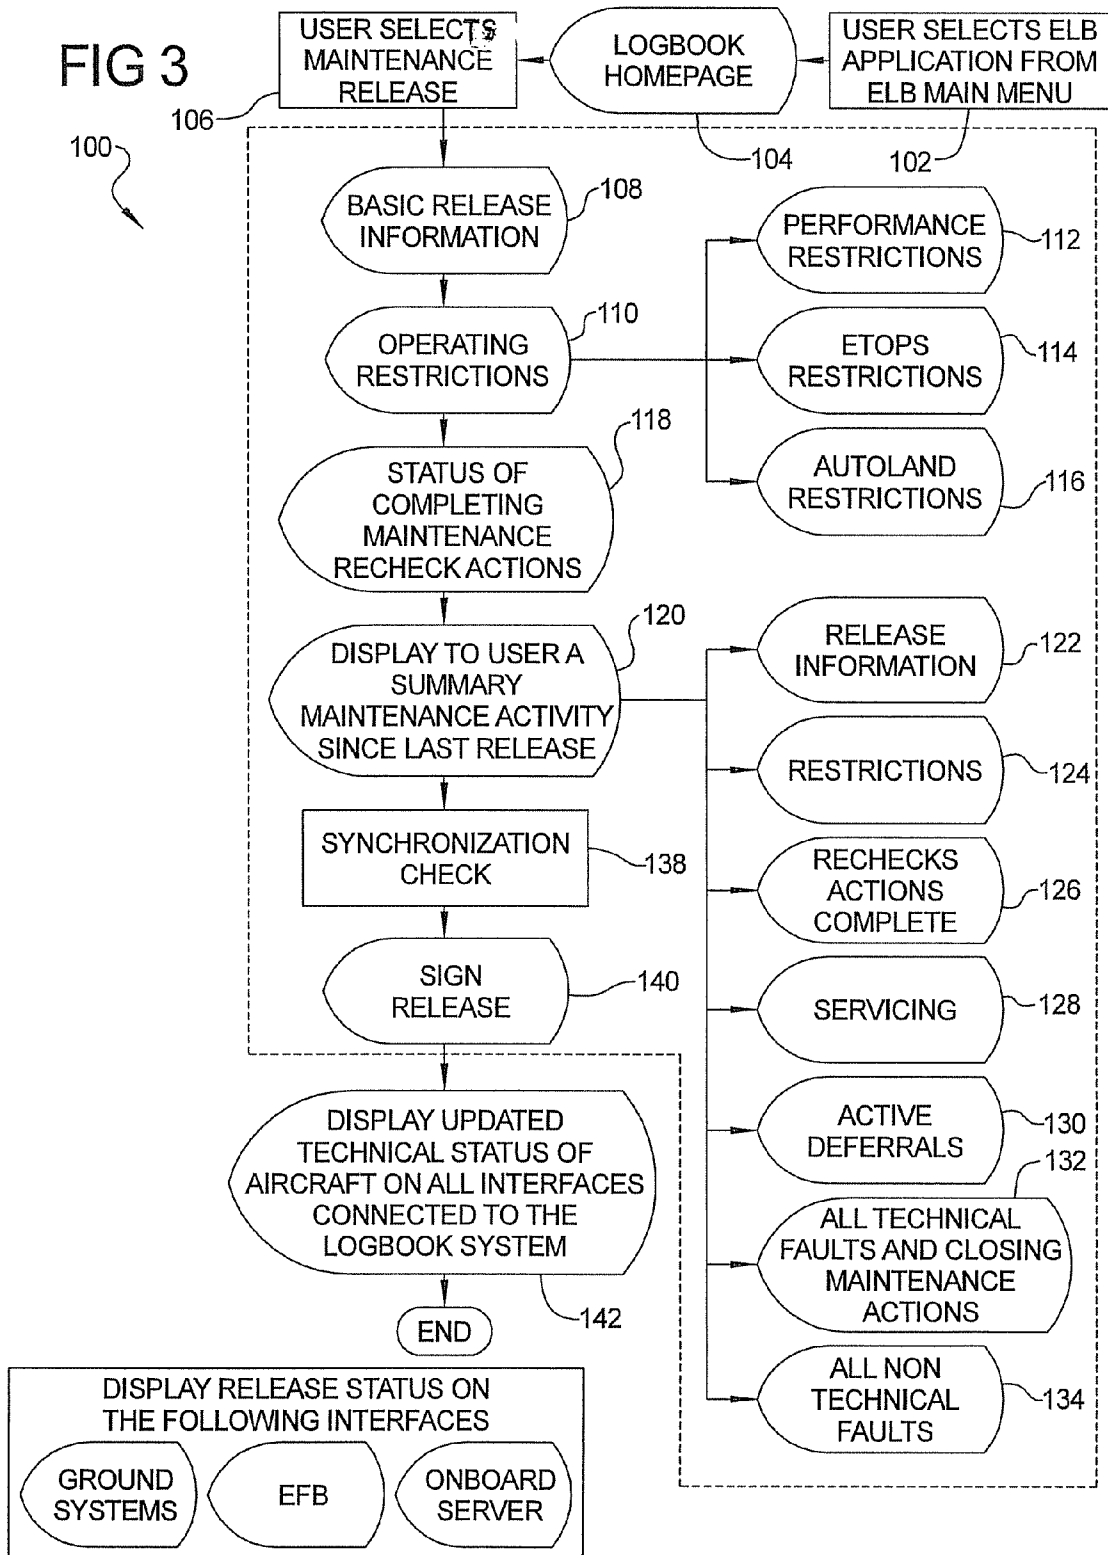 FIG 3
USER SELECTS
MAINTENANCE
RELEASE
106
LOGBOOK
HOMEPAGE
104
USER SELECTS ELB
APPLICATION FROM
ELB MAIN MENU
102
100
BASIC RELEASE
INFORMATION
108
OPERATING
RESTRICTIONS
110
PERFORMANCE
RESTRICTIONS
112
ETOPS
RESTRICTIONS
114
AUTOLAND
RESTRICTIONS
116
STATUS OF
COMPLETING
MAINTENANCE
RECHECK ACTIONS
118
DISPLAY TO USER A
SUMMARY
MAINTENANCE ACTIVITY
SINCE LAST RELEASE
120
RELEASE
INFORMATION
122
RESTRICTIONS
124
RECHECKS
ACTIONS
COMPLETE
126
SERVICING
128
ACTIVE
DEFERRALS
130
ALL TECHNICAL
FAULTS AND CLOSING
MAINTENANCE
ACTIONS
132
ALL NON
TECHNICAL
FAULTS
134
SYNCHRONIZATION
CHECK
138
SIGN
RELEASE
140
DISPLAY UPDATED
TECHNICAL STATUS OF
AIRCRAFT ON ALL INTERFACES
CONNECTED TO THE
LOGBOOK SYSTEM
142
END
DISPLAY RELEASE STATUS ON
THE FOLLOWING INTERFACES
GROUND
SYSTEMS
EFB
ONBOARD
SERVER